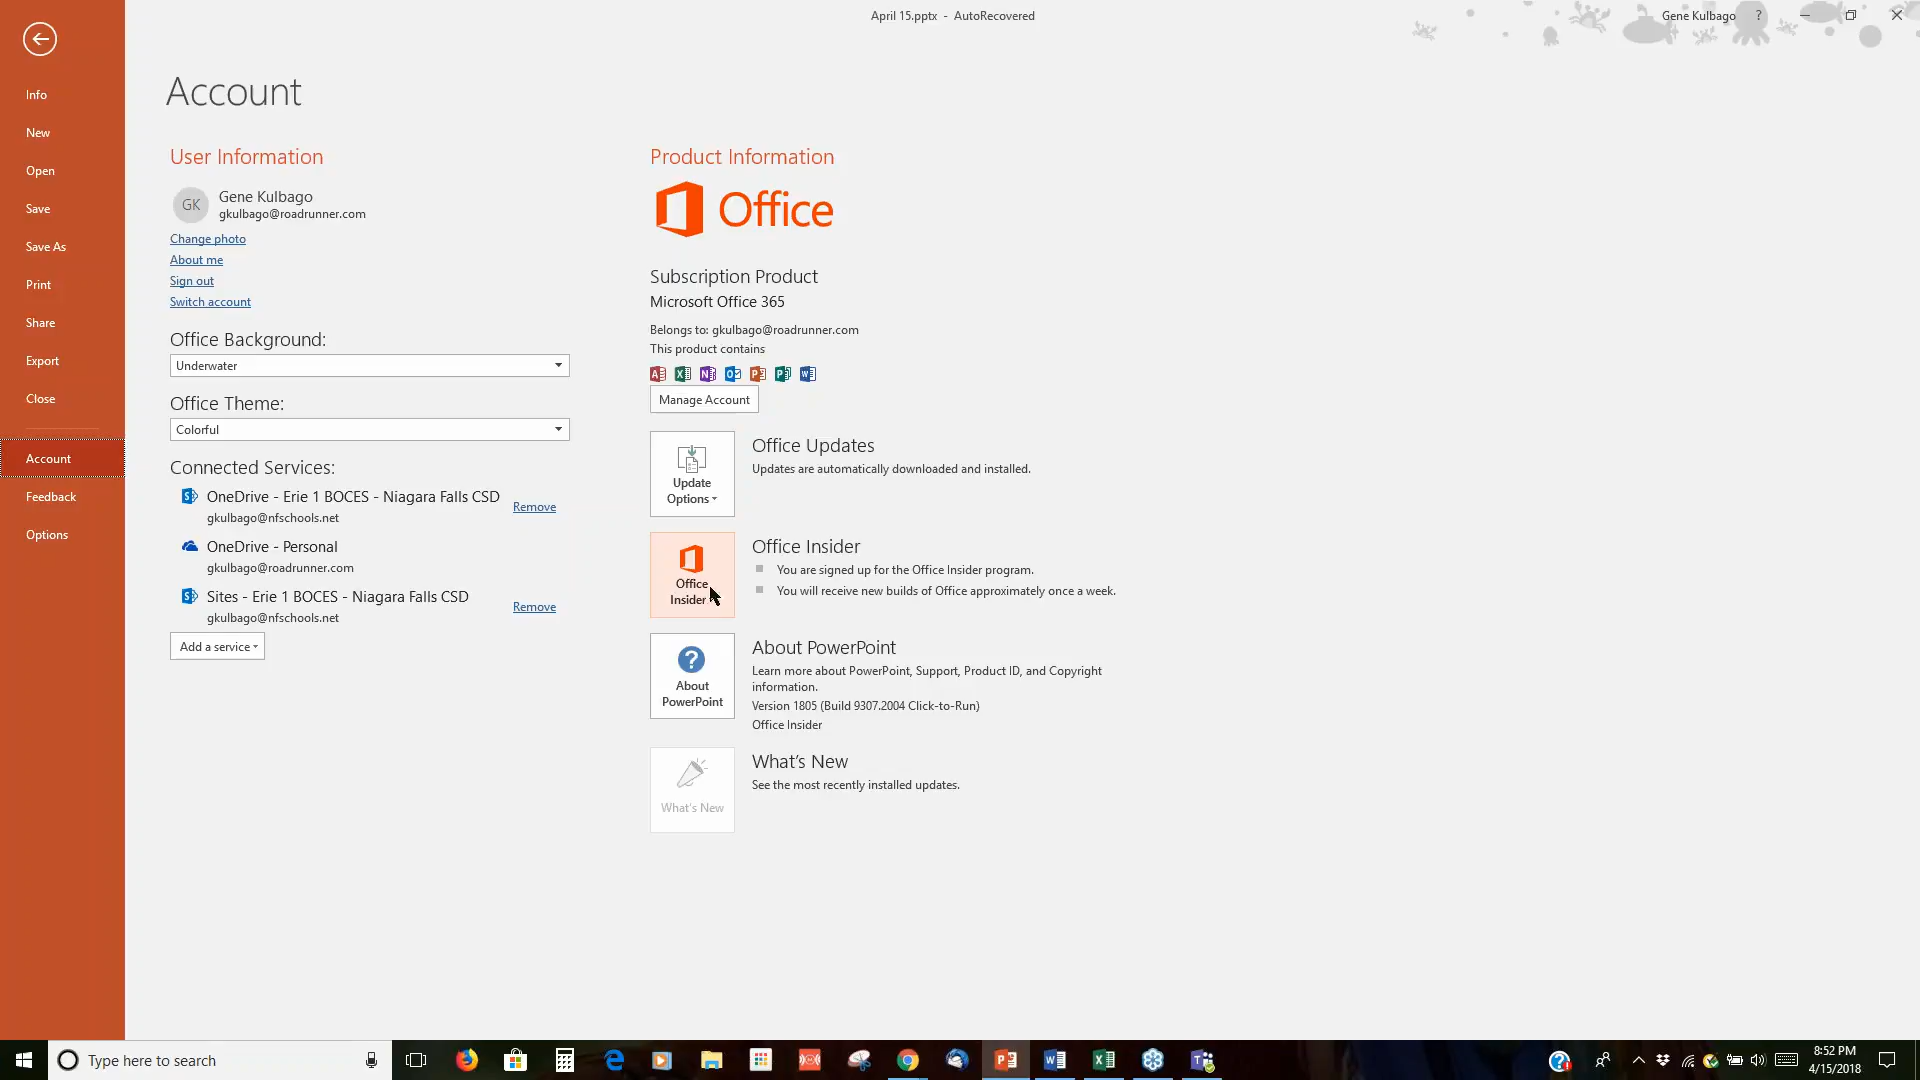 April 15.pptx - AutoRecovered
Gene Kulbago
?
Info
New
Open
Save
Save As
Print
Share
Export
Close
Account
Feedback
Options
Account
User Information
GK
Gene Kulbago
gkulbago@roadrunner.com
Change photo
About me
Sign out
Switch account
Office Background:
Underwater
Office Theme:
Colorful
Connected Services:
OneDrive - Erie 1 BOCES - Niagara Falls CSD
gkulbago@nfschools.net
Remove
OneDrive - Personal
gkulbago@roadrunner.com
Sites - Erie 1 BOCES - Niagara Falls CSD
gkulbago@nfschools.net
Remove
Add a service
Product Information
Office
Subscription Product
Microsoft Office 365
Belongs to: gkulbago@roadrunner.com
This product contains
Manage Account
Update
Options
Office Updates
Updates are automatically downloaded and installed.
Office
Insider
Office Insider
You are signed up for the Office Insider program.
You will receive new builds of Office approximately once a week.
?
About
PowerPoint
About PowerPoint
Learn more about PowerPoint, Support, Product ID, and Copyright
information.
Version 1805 (Build 9307.2004 Click-to-Run)
Office Insider
What's New
What's New
See the most recently installed updates.
Type here to search
8:52 PM
4/15/2018